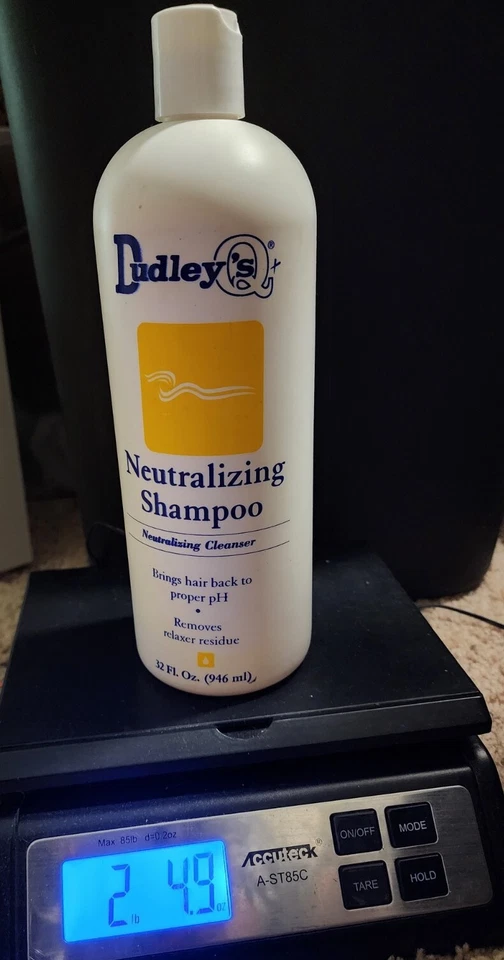 Dudley's Q+®
Neutralizing
Shampoo
Neutralizing Cleanser
Brings hair back to
proper pH
•
Removes
relaxer residue
32 Fl. Oz. (946 ml)
Max 85lb d=0.2oz
2 lb 4.9 oz
ACCUTECK®
A-ST85C
ON/OFF
MODE
TARE
HOLD